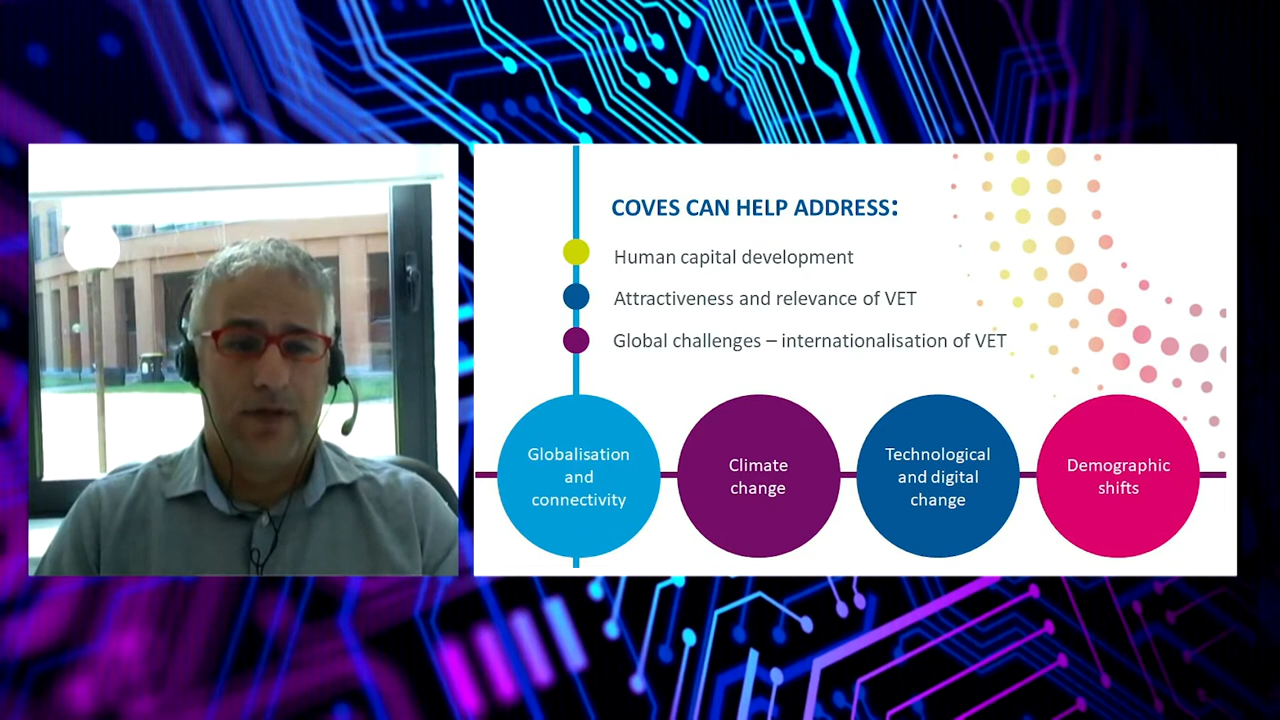 COVES CAN HELP ADDRESS:
Human capital development
Attractiveness and relevance of VET
Global challenges – internationalisation of VET
Globalisation
and
connectivity
Climate
change
Technological
and digital
change
Demographic
shifts